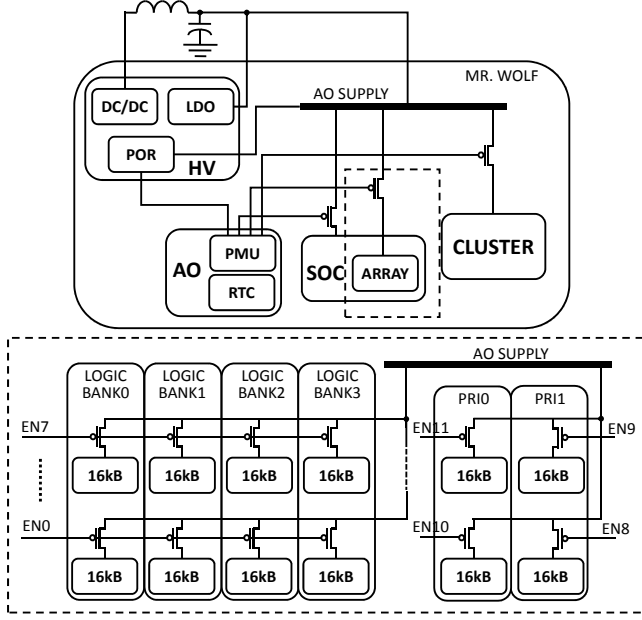 MR. WOLF
AO SUPPLY
DC/DC
LDO
POR
HV
AO
PMU
RTC
SOC
ARRAY
CLUSTER
AO SUPPLY
LOGIC LOGIC LOGIC LOGIC
BANK0 BANK1 BANK2 BANK3
PRI0 PRI1
EN7 EN11 EN9
16kB 16kB 16kB 16kB 16kB 16kB
EN0 EN10 EN8
16kB 16kB 16kB 16kB 16kB 16kB